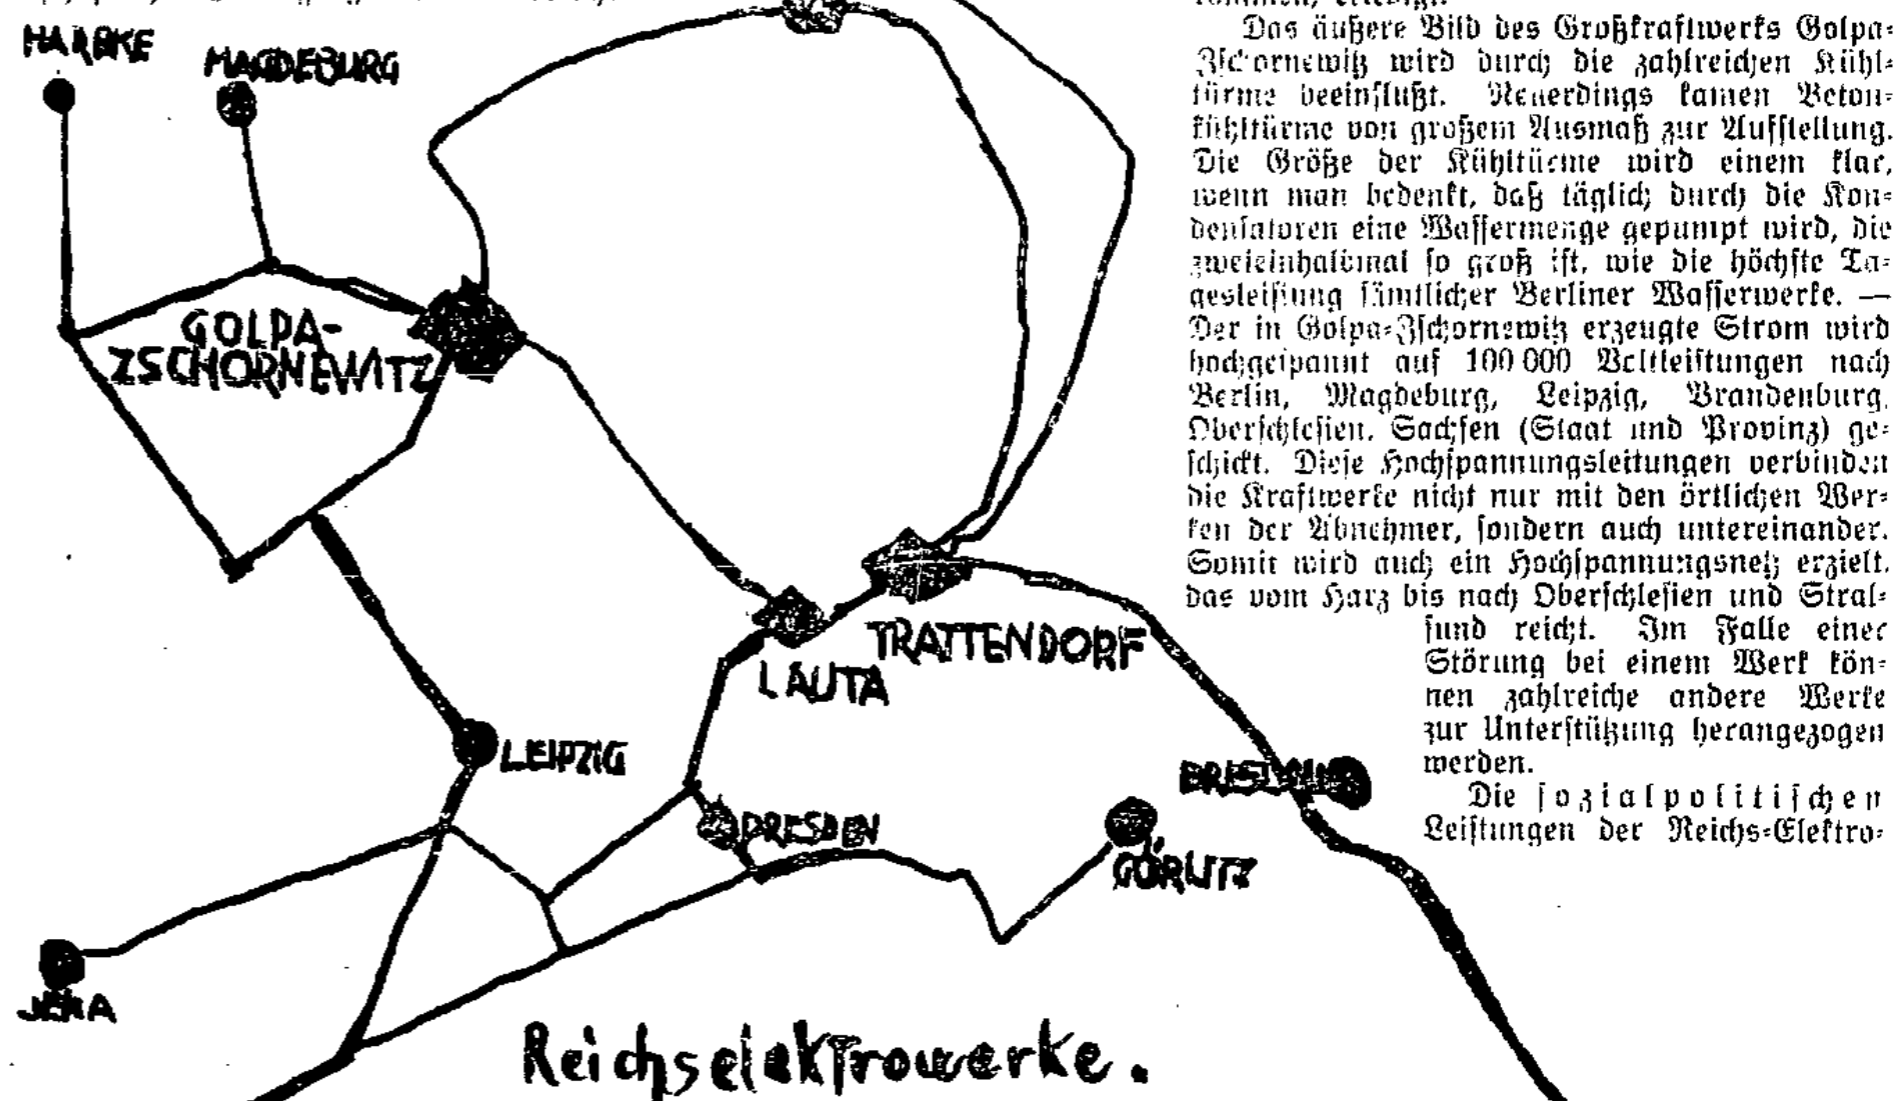 HARBKE
MAGDEBURG
GOLPA-
ZSCHORNEWITZ
TRATTENDORF
LAUTA
LEIPZIG
BRESLAU
DRESDEN
GÖRLITZ
JENA
Reichselektrowerke.
Das äußere Bild des Großkraftwerks Golpa-
Zschornewitz wird durch die zahlreichen Kühl-
türme beeinflußt. Neuerdings kamen Beton-
kühltürme von großem Ausmaß zur Aufstellung.
Die Größe der Kühltürme wird einem klar,
wenn man bedenkt, daß täglich durch die Kon-
densatoren eine Wassermenge gepumpt wird, die
zweieinhalbmal so groß ist, wie die höchste Ta-
gesleistung sämtlicher Berliner Wasserwerke. —
Der in Golpa-Zschornewitz erzeugte Strom wird
hochgespannt auf 100 000 Voltleistungen nach
Berlin, Magdeburg, Leipzig, Brandenburg,
Oberschlesien, Sachsen (Staat und Provinz) ge-
schickt. Diese Hochspannungsleitungen verbinden
die Kraftwerke nicht nur mit den örtlichen Wer-
ken der Abnehmer, sondern auch untereinander.
Somit wird auch ein Hochspannungsnetz erzielt,
das vom Harz bis nach Oberschlesien und Stral-
sund reicht. Im Falle einer
Störung bei einem Werk kön-
nen zahlreiche andere Werke
zur Unterstützung herangezogen
werden.
Die sozialpolitischen
Leistungen der Reichs-Elektro-